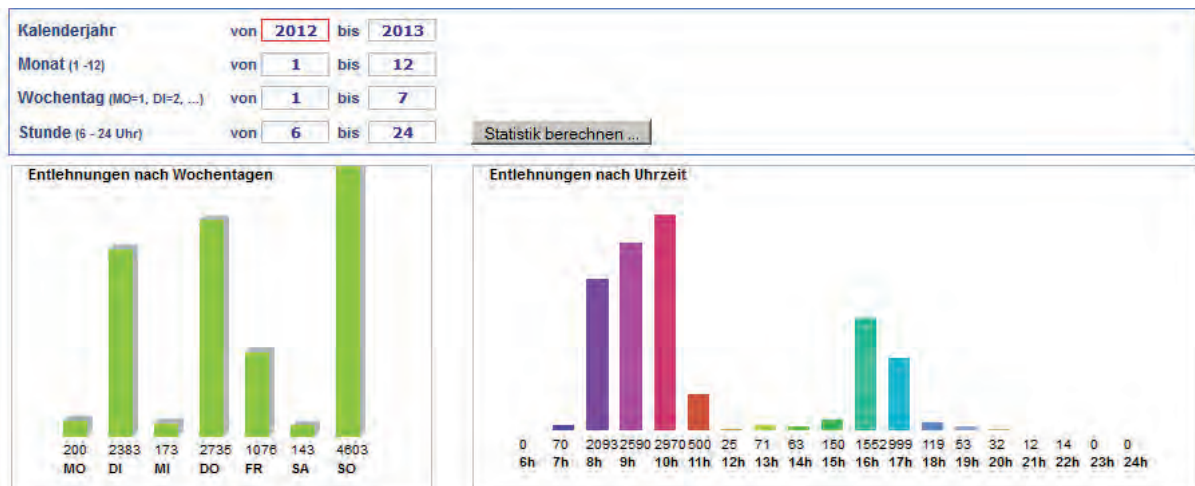 Kalenderjahr von 2012 bis 2013
Monat (1 -12) von 1 bis 12
Wochentag (MO=1, DI=2, ...) von 1 bis 7
Stunde (6 - 24 Uhr) von 6 bis 24 Statistik berechnen ...
Entlehnungen nach Wochentagen
200 2383 173 2735 1076 143 4603
MO DI MI DO FR SA SO
Entlehnungen nach Uhrzeit
0 70 2093 2590 2970 500 25 71 63 150 1552 999 119 53 32 12 14 0 0
6h 7h 8h 9h 10h 11h 12h 13h 14h 15h 16h 17h 18h 19h 20h 21h 22h 23h 24h